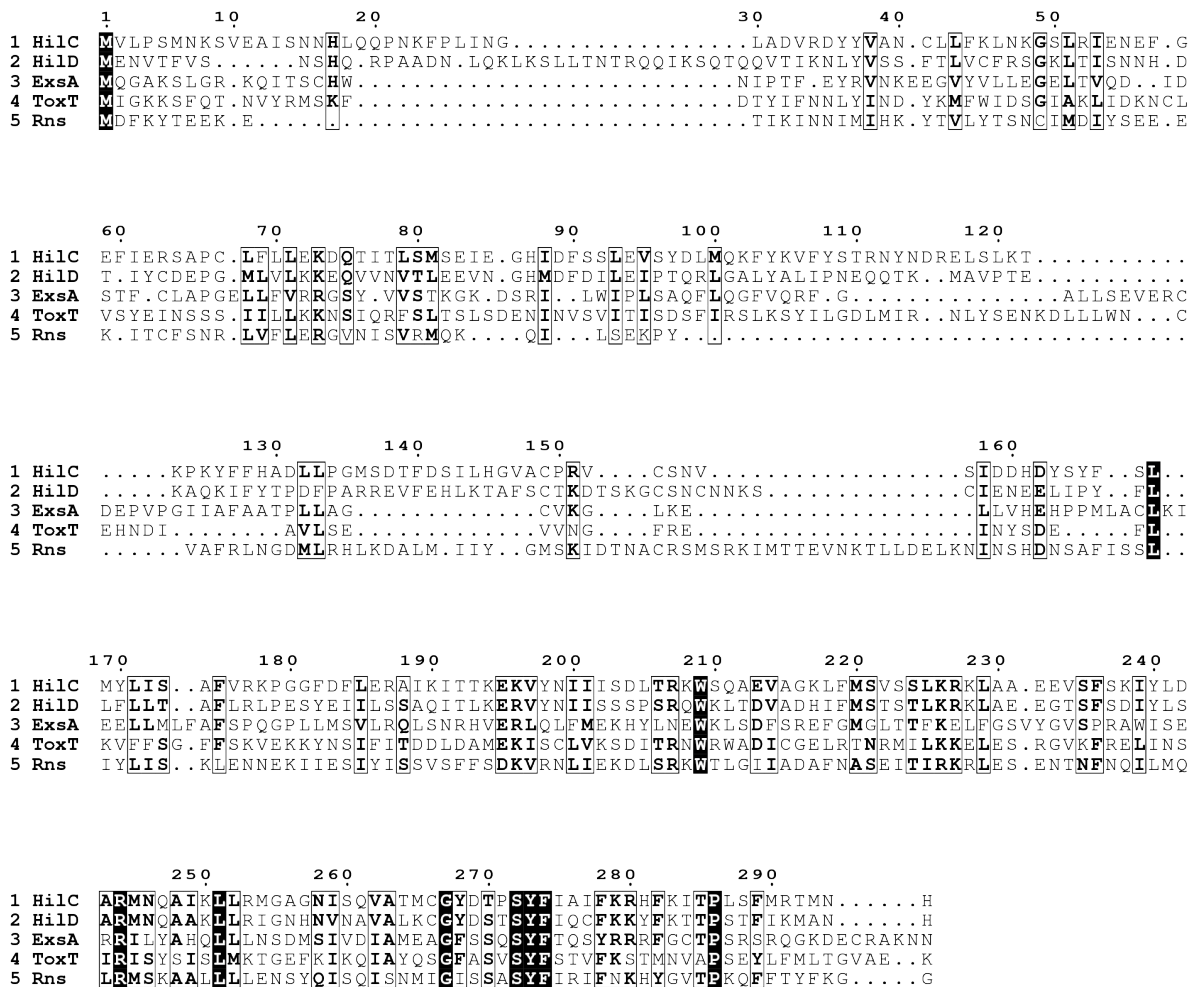 1 10 20 30 40 50
1 HilC MVLPSMNKSVEAISNNHLQQPNKFPLING.................LADVRDYYVAN.CLLFKLNKGSLRIENEF.G
2 HilD MENVTFVS......NSHQ.RPAADN.LQKLKSLLTNTRQQIKSQTQQVTIKNLYVSS.FTLVCFRSGKLTISNNH.D
3 ExsA MQGAKSLGR.KQITSCHW...........................NIPTF.EYRVNKEEGVYVLLEGELTVQD..ID
4 ToxT MIGKKSFQT.NVYRMSKF...........................DTYIFNNLYIND.YKMFWIDSGIAKLIDKNCL
5 Rns MDFKYTEEK.E...................................TIKINNIMIHK.YTVLYTSNCIMDIYSEE.E
60 70 80 90 100 110 120
1 HilC EFIERSAPC.LFLLEKDQTITLSMSEIE.GHIDFSSLEVSYDLMQKFYKVFYSTRNYNDRELSLKT...........
2 HilD T.IYCDEPG.MLVLKKEQVVNVTLEEVN.GHMDFDILEIPTQRLGALYALIPNEQQTK.MAVPTE............
3 ExsA STF.CLAPGELLFVRRGSY.VVSTKGK.DSRI..LWIPLSAQFLQGFVQRF.G...............ALLSEVERC
4 ToxT VSYEINSSS.IILLKKNSIQRFSLTSLSDENINVSVITISDSFIRSLKSYILGDLMIR..NLYSENKDLLLWN...C
5 Rns K.ITCFSNR.LVFLERGVNISVRMQK....QI...LSEKPY....................................
130 140 150 160
1 HilC .....KPKYFFHADLLPGMSDTFDSILHGVACPRV....CSNV..................SIDDHDYSYF..SL..
2 HilD .....KAQKIFYTPDFPARREVFEHLKTAFSCTKDTSKGCSNCNNKS..............CIENEELIPY..FL..
3 ExsA DEPVPGIIAFAATPLLAG............CVKG....LKE....................LLVHEHPPMLACLKI
4 ToxT EHNDI........AVLSE............VVNG....FRE....................INYSDE.....FL..
5 Rns ......VAFRLNGDMLRHLKDALM.IIY..GMSKIDTNACRSMSRKIMTTEVNKTLLDELKNINSHDNSAFISSL..
170 180 190 200 210 220 230 240
1 HilC MYLIS..AFVRKPGGFDFLERAIKITTKEKVYNIIISDLTRKWSQAEVAGKLFMSVSSLKRKLAA.EEVSFSKIYLD
2 HilD LFLLT..AFLRLPESYEIILSSAQITLKERVYNIISSSPSRQWKLTDVADHIFMSTSTLKRKLAE.EGTSFSDIYLS
3 ExsA EELLMLFAFSPQGPLLMSVLRQLSNRHVERLQLFMEKHYLNEWKLSDFSREFGMGLTTFKELFGSVYGVSPRAWISE
4 ToxT KVFFSG.FFSKVEKKYNSIFITDDLDAMEKISCLVKSDITRNWRWADICGELRTNRMILKKELES.RGVKFRELINS
5 Rns IYLIS..KLENNEKIIESIYISSVSFFSDKVRNLIEKDLSRKWTLGIIADAFNASEITIRKRLES.ENTNFNQILMQ
250 260 270 280 290
1 HilC ARMNQAIKLLRMGAGNISQVATMCGYDTPSYFIAIFKRHFKITPLSFMRTMN......H
2 HilD ARMNQAAKLLRIGNHNVNAVALKCGYDSTSYFIQCFKKYFKTTPSTFIKMAN......H
3 ExsA RRILYAHQLLLNSDMSIVDIAMEAGFSSQSYFTQSYRRRFGCTPSRSRQGKDECRAKNN
4 ToxT IRISYSISLMKTGEFKIKQIAYQSGFASVSYFSTVFKSTMNVAPSEYLFMLTGVAE..K
5 Rns LRMSKAALLLLENSYQISQISNMIGISSASYFIRIFNKHYGVTPKQFFTYFKG.....G